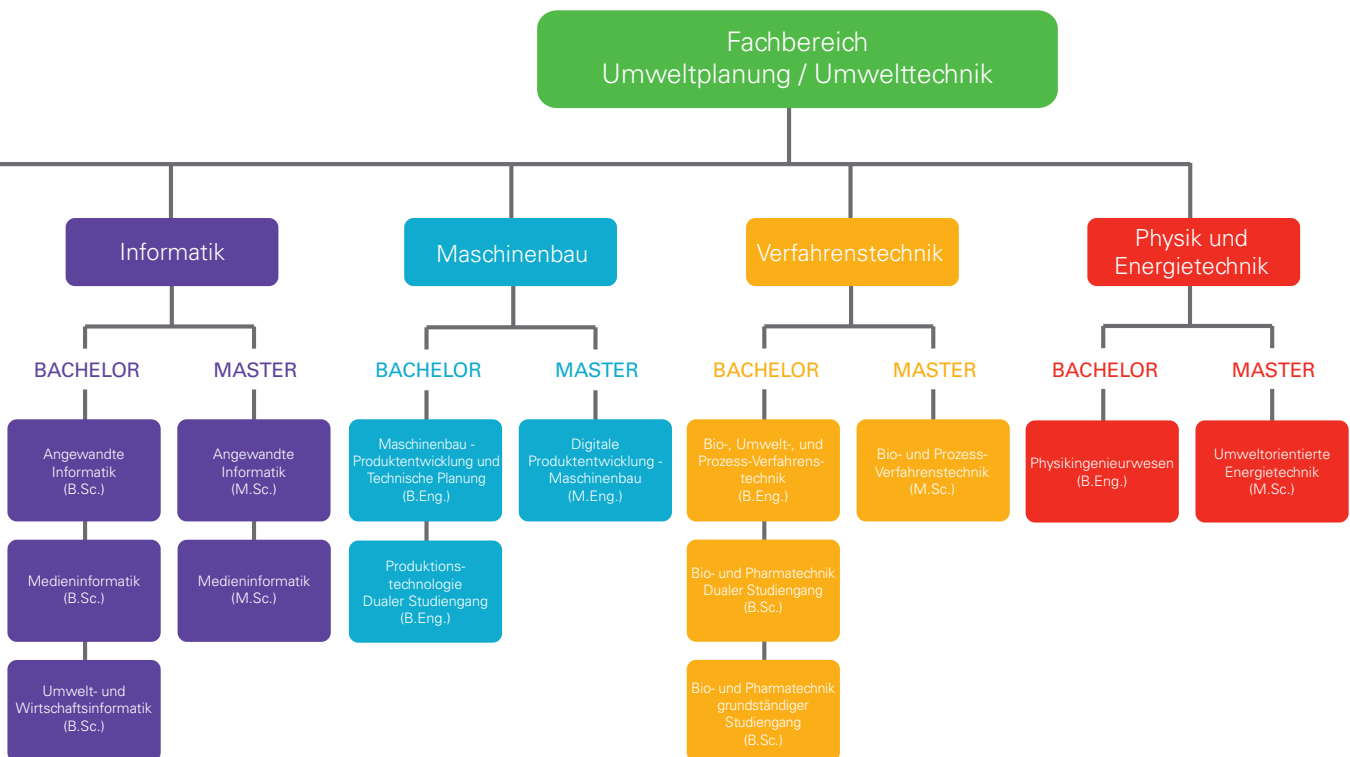 Fachbereich
Umweltplanung / Umwelttechnik
Informatik
Maschinenbau
Verfahrenstechnik
Physik und
Energietechnik
BACHELOR
MASTER
BACHELOR
MASTER
BACHELOR
MASTER
BACHELOR
MASTER
Angewandte
Informatik
(B.Sc.)
Angewandte
Informatik
(M.Sc.)
Maschinenbau -
Produktentwicklung und
Technische Planung
(B.Eng.)
Digitale
Produktentwicklung -
Maschinenbau
(M.Eng.)
Bio-, Umwelt-, und
Prozess-Verfahrens-
technik
(B.Eng.)
Bio- und Prozess-
Verfahrenstechnik
(M.Sc.)
Physikingenieurwesen
(B.Eng.)
Umweltorientierte
Energietechnik
(M.Sc.)
Medieninformatik
(B.Sc.)
Medieninformatik
(M.Sc.)
Produktions-
technologie
Dualer Studiengang
(B.Eng.)
Bio- und Pharmatechnik
Dualer Studiengang
(B.Sc.)
Umwelt- und
Wirtschaftsinformatik
(B.Sc.)
Bio- und Pharmatechnik
grundständiger
Studiengang
(B.Sc.)